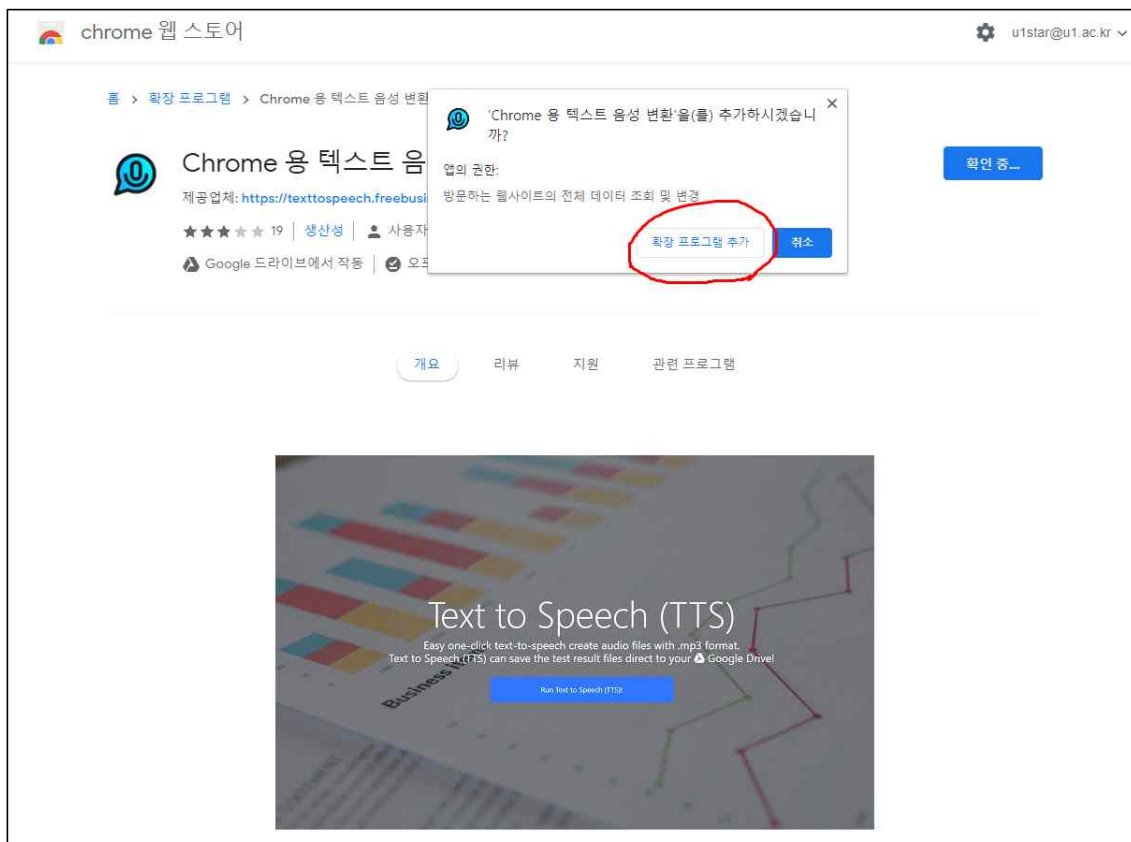 chrome 웹 스토어
u1star@u1.ac.kr
홈 > 확장 프로그램 > Chrome 용 텍스트 음성 변환
'Chrome 용 텍스트 음성 변환'을(를) 추가하시겠습니
까?
앱의 권한:
방문하는 웹사이트의 전체 데이터 조회 및 변경
확장 프로그램 추가
취소
Chrome 용 텍스트 음
확인 중...
제공업체: https://texttospeech.freebusi
19 | 생산성 | 사용자
Google 드라이브에서 작동 |
개요
리뷰
지원
관련 프로그램
Text to Speech (TTS)
Easy one-click text-to-speech create audio files with .mp3 format.
Text to Speech (TTS) can save the test result files direct to your Google Drive!
Run Text to Speech (TTS)!
Business